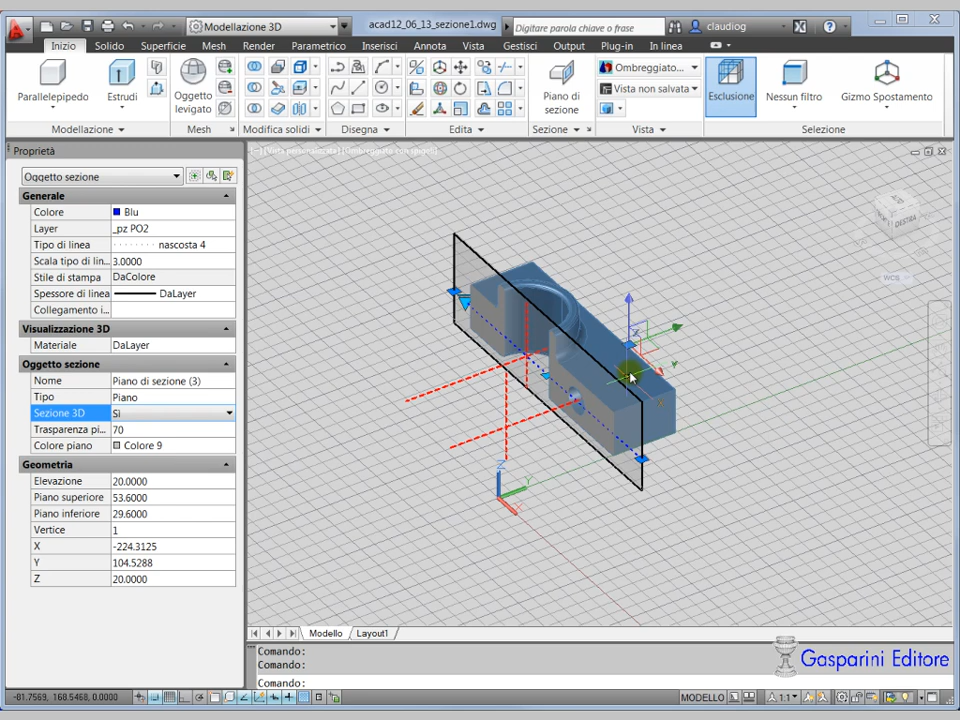 Modellazione 3D
acad12_06_13_sezione1.dwg
Digitare parola chiave o frase
claudiog
Inizio Solido Superficie Mesh Render Parametrico Inserisci Annota Vista Gestisci Output Plug-in In linea
Parallelepipedo
Estrudi
Oggetto levigato
Piano di sezione
Ombreggiato...
Vista non salvata
Esclusione
Nessun filtro
Gizmo Spostamento
Modellazione Mesh Modifica solidi Disegna Edita Sezione Vista Selezione
Proprietà
Oggetto sezione
Generale
Colore Blu
Layer _pz PO2
Tipo di linea nascosta 4
Scala tipo di lin... 3.0000
Stile di stampa DaColore
Spessore di linea DaLayer
Collegamento i...
Visualizzazione 3D
Materiale DaLayer
Oggetto sezione
Nome Piano di sezione (3)
Tipo Piano
Sezione 3D Sì
Trasparenza pi... 70
Colore piano Colore 9
Geometria
Elevazione 20.0000
Piano superiore 53.6000
Piano inferiore 29.6000
Vertice 1
X -224.3125
Y 104.5288
Z 20.0000
[—] [Vista personalizzata] [Ombreggiato con spigoli]
DESTRA
WCS
Z
Y
X
Z
Y
X
Modello Layout1
Comando:
Comando:
Comando:
Gasparini Editore
-81.7569, 168.5468, 0.0000
MODELLO
1:1